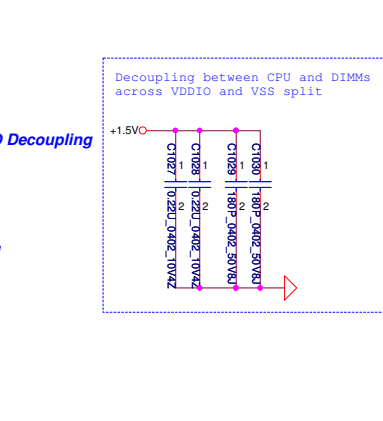 Decoupling between CPU and DIMMs
across VDDIO and VSS split
Decoupling
+1.5V
C1027
1
C1028
1
C1029
1
C1030
1
2
0.22U_0402_10V4Z
2
0.22U_0402_10V4Z
2
180P_0402_50V8J
2
180P_0402_50V8J